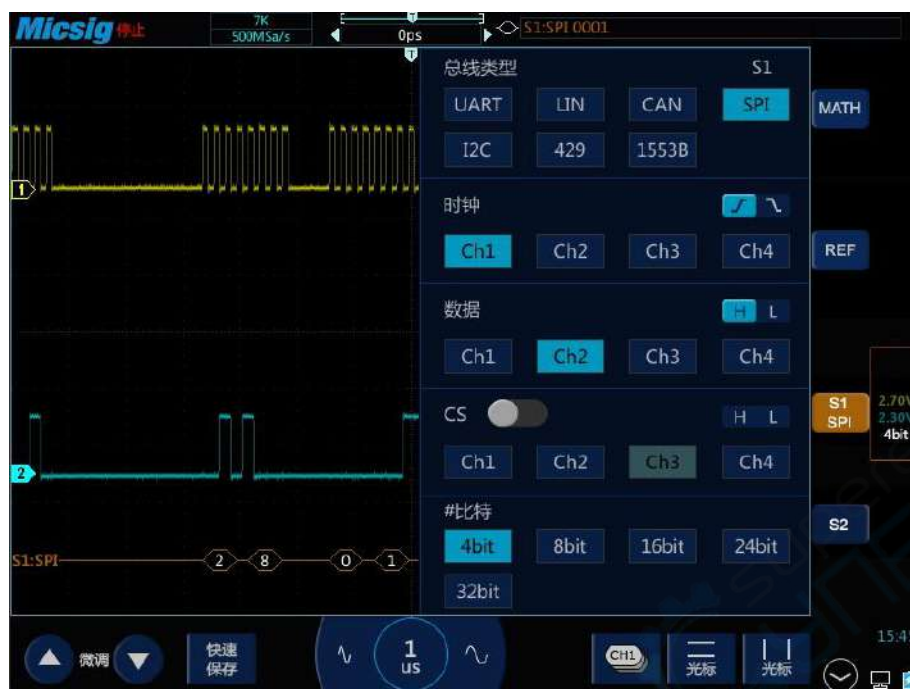 Micsig 停止
7K
500MSa/s
T
0ps
S1:SPI 0001
T
总线类型 S1
UART LIN CAN SPI
I2C 429 1553B
MATH
时钟
Ch1 Ch2 Ch3 Ch4
REF
数据 H L
Ch1 Ch2 Ch3 Ch4
CS H L
Ch1 Ch2 Ch3 Ch4
S1
SPI
2.70V
2.30V
4bit
#比特
4bit 8bit 16bit 24bit
32bit
S2
1
2
S1:SPI 2 8 0 1
微调
快速
保存
1
us
CH1
光标
光标